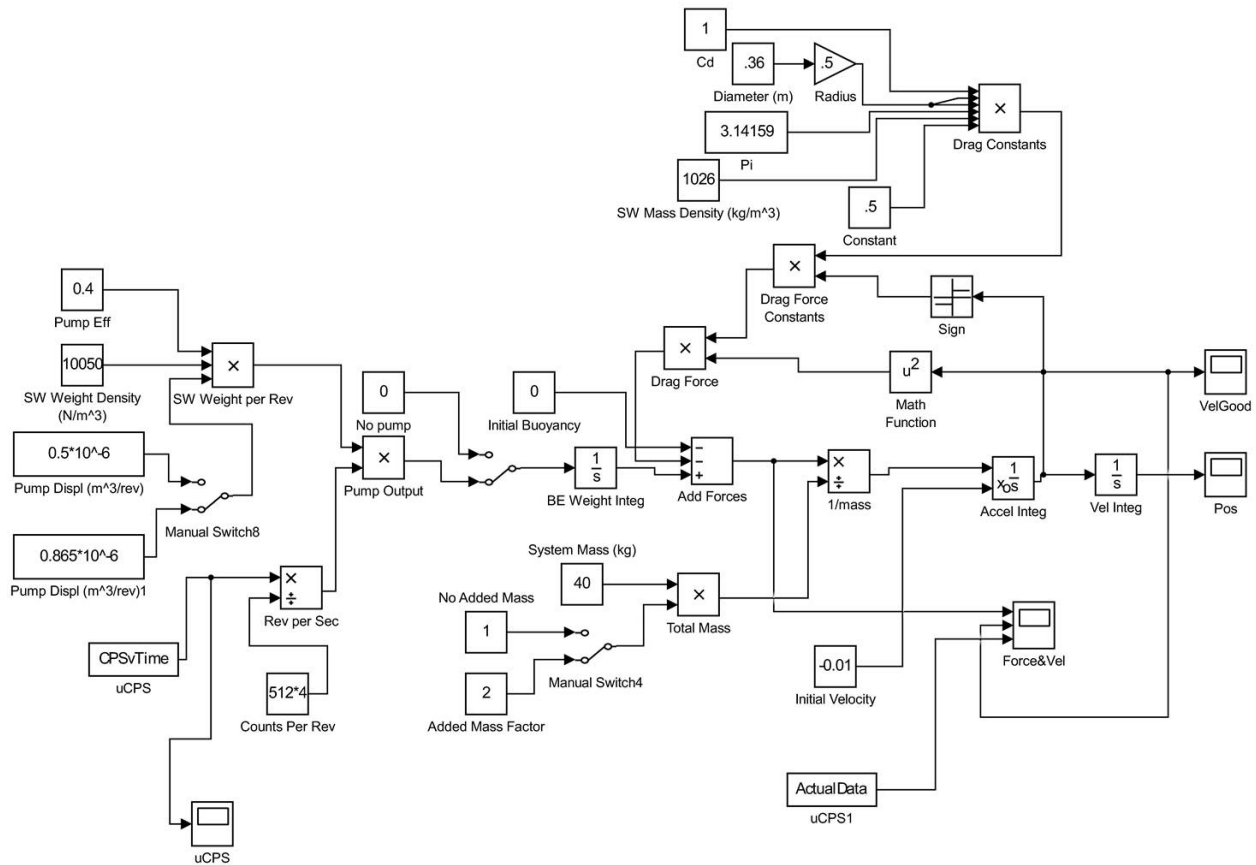 1
Cd
.36
Diameter (m)
.5
Radius
×
Drag Constants
3.14159
Pi
1026
SW Mass Density (kg/m^3)
.5
Constant
×
Drag Force
Constants
Sign
0.4
Pump Eff
×
Drag Force
u²
Math
Function
VelGood
10050
SW Weight Density
(N/m^3)
×
SW Weight per Rev
0
No pump
0
Initial Buoyancy
0.5*10^-6
Pump Displ (m^3/rev)
Manual Switch8
0.865*10^-6
Pump Displ (m^3/rev)1
×
Pump Output
1
s
BE Weight Integ
−
−
+
Add Forces
×
÷
1/mass
1
xos
Accel Integ
1
s
Vel Integ
Pos
×
÷
Rev per Sec
System Mass (kg)
40
×
Total Mass
No Added Mass
1
Manual Switch4
2
Added Mass Factor
CPSvTime
uCPS
512*4
Counts Per Rev
-0.01
Initial Velocity
Force&Vel
ActualData
uCPS1
uCPS